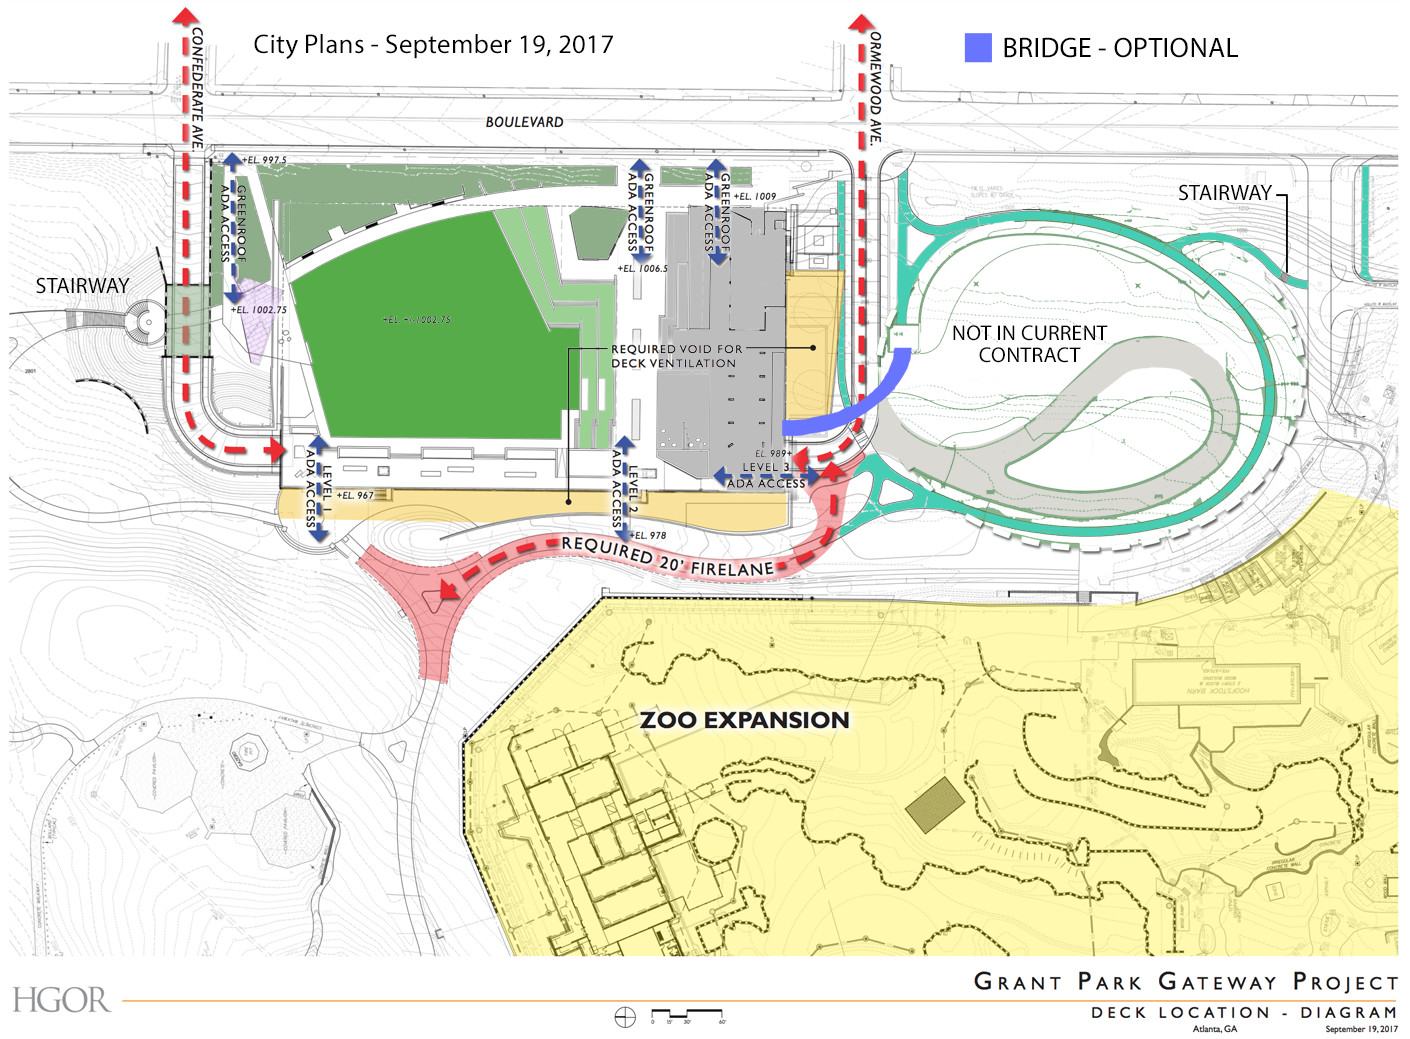 City Plans - September 19, 2017
BRIDGE - OPTIONAL
CONFEDERATE AVE.
ORMEWOOD AVE.
BOULEVARD
+EL. 997.5
GREENROOF
ADA ACCESS
GREENROOF
ADA ACCESS
GREENROOF
ADA ACCESS
+EL. 1009
STAIRWAY
+EL. 1006.5
STAIRWAY
+EL. 1002.75
+EL. +/-1002.75
REQUIRED VOID FOR
DECK VENTILATION
NOT IN CURRENT
CONTRACT
2801
EL. 989+
LEVEL 3
ADA ACCESS
LEVEL 1
ADA ACCESS
+EL. 967
LEVEL 2
ADA ACCESS
+EL. 978
REQUIRED 20' FIRELANE
ZOO EXPANSION
HOOFSTOCK BARN
HGOR
0 15' 30' 60'
GRANT PARK GATEWAY PROJECT
DECK LOCATION - DIAGRAM
Atlanta, GA
September 19, 2017